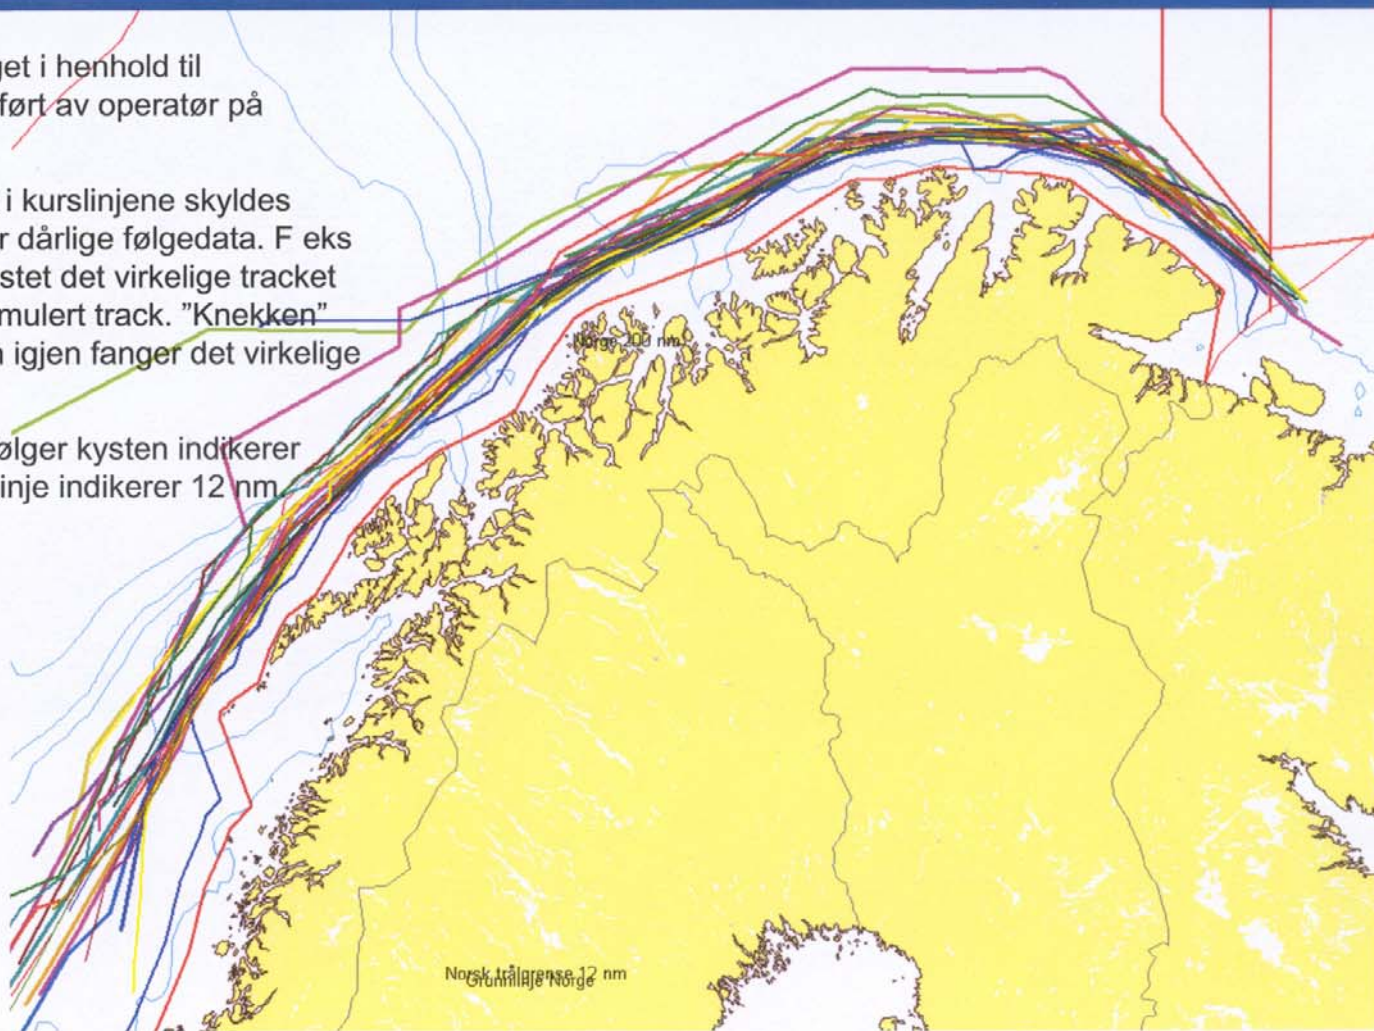 get i henhold til
ført av operatør på
i kurslinjene skyldes
r dårlige følgedata. F eks
stet det virkelige tracket
mulert track. ”Knekken”
n igjen fanger det virkelige
ølger kysten indikerer
linje indikerer 12 nm
Norge 200 nm
Norsk trålgrense 12 nm
Grunnlinje Norge